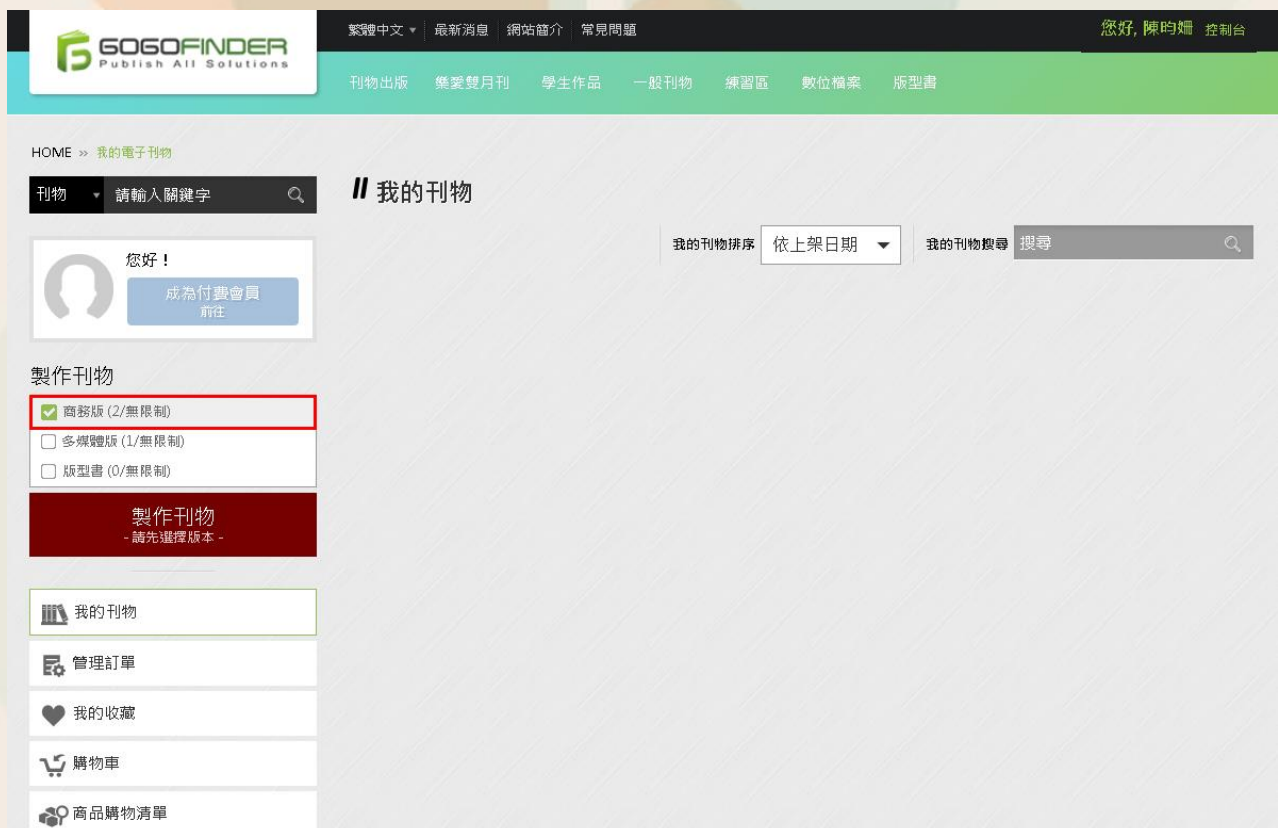 GOGOFINDER
Publish All Solutions
繁體中文 最新消息 網站簡介 常見問題
您好, 陳昀姍 控制台
刊物出版 樂愛雙月刊 學生作品 一般刊物 練習區 數位檔案 版型書
HOME » 我的電子刊物
刊物 請輸入關鍵字
// 我的刊物
我的刊物排序 依上架日期 我的刊物搜尋 搜尋
您好！
成為付費會員
前往
製作刊物
商務版 (2/無限制)
多媒體版 (1/無限制)
版型書 (0/無限制)
製作刊物
- 請先選擇版本 -
我的刊物
管理訂單
我的收藏
購物車
商品購物清單